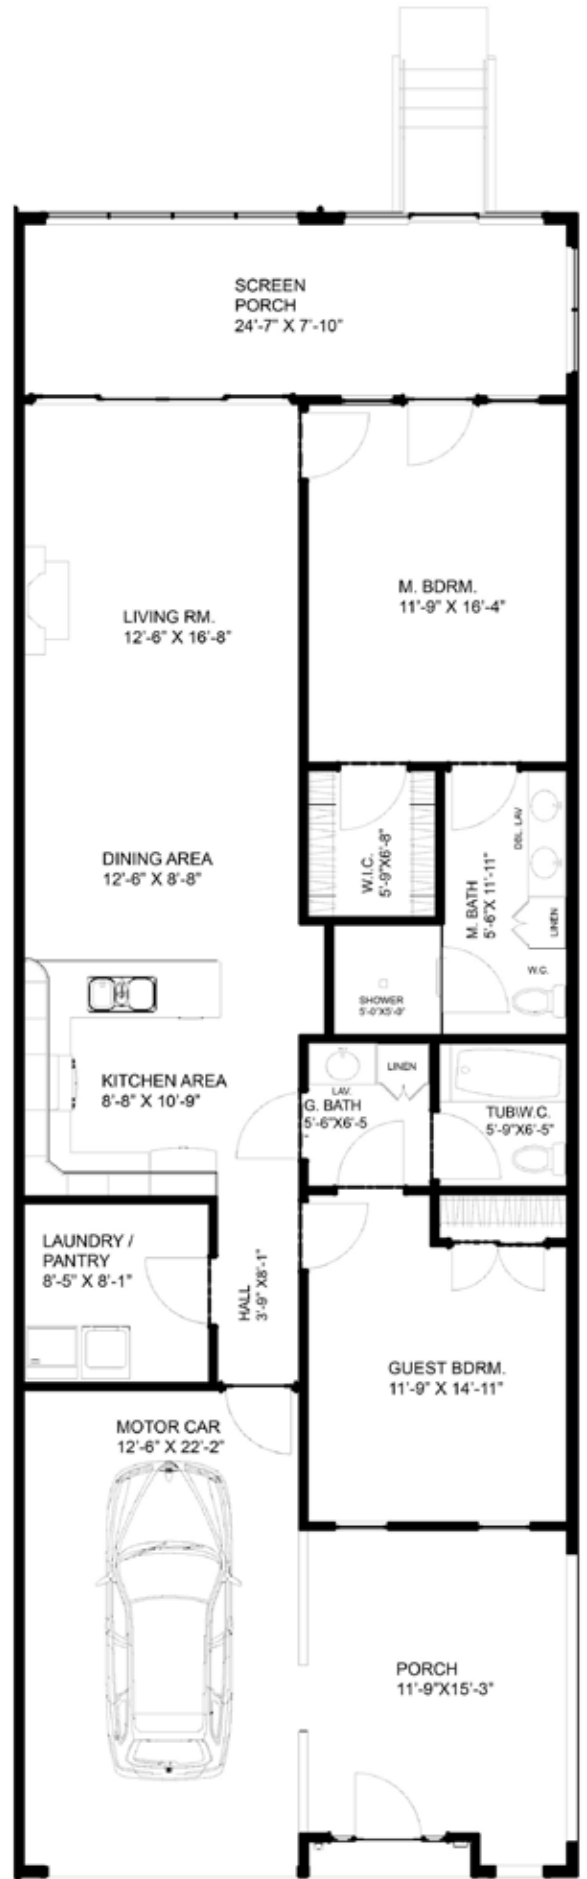 SCREEN
PORCH
24'-7" X 7'-10"
M. BDRM.
11'-9" X 16'-4"
LIVING RM.
12'-6" X 16'-8"
DINING AREA
12'-6" X 8'-8"
W.I.C.
5'-9"X6'-8"
M. BATH
5'-6"X 11'-11"
DBL. LAV
LINEN
W.C.
SHOWER
5'-0"X5'-0"
KITCHEN AREA
8'-8" X 10'-9"
LINEN
LAV.
G. BATH
5'-6"X6'-5
"
TUB\W.C.
5'-9"X6'-5"
LAUNDRY /
PANTRY
8'-5" X 8'-1"
HALL
3'-9" X8'-1"
GUEST BDRM.
11'-9" X 14'-11"
MOTOR CAR
12'-6" X 22'-2"
PORCH
11'-9"X15'-3"